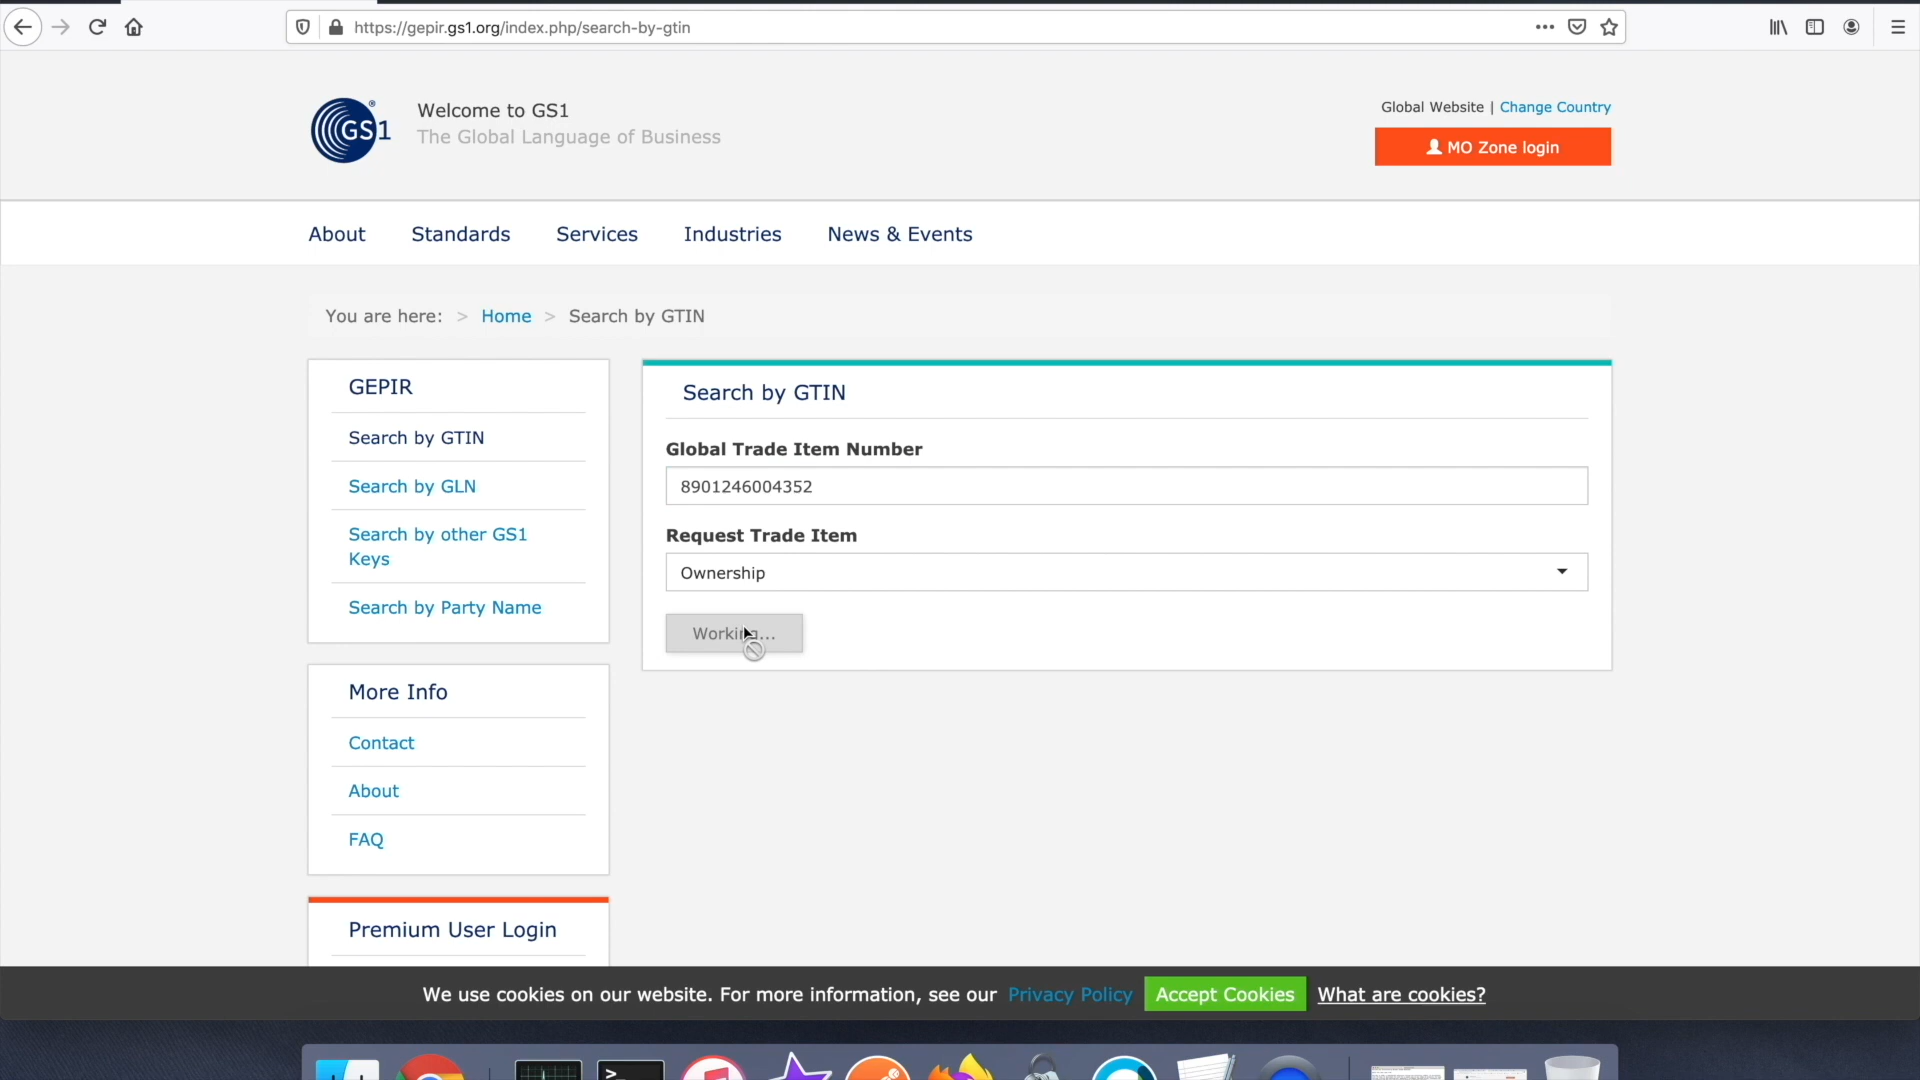 https://gepir.gs1.org/index.php/search-by-gtin
GS1
Welcome to GS1
The Global Language of Business
Global Website | Change Country
MO Zone login
About
Standards
Services
Industries
News & Events
You are here: > Home > Search by GTIN
GEPIR
Search by GTIN
Search by GLN
Search by other GS1
Keys
Search by Party Name
More Info
Contact
About
FAQ
Premium User Login
Search by GTIN
Global Trade Item Number
8901246004352
Request Trade Item
Ownership
Working...
We use cookies on our website. For more information, see our Privacy Policy Accept Cookies What are cookies?